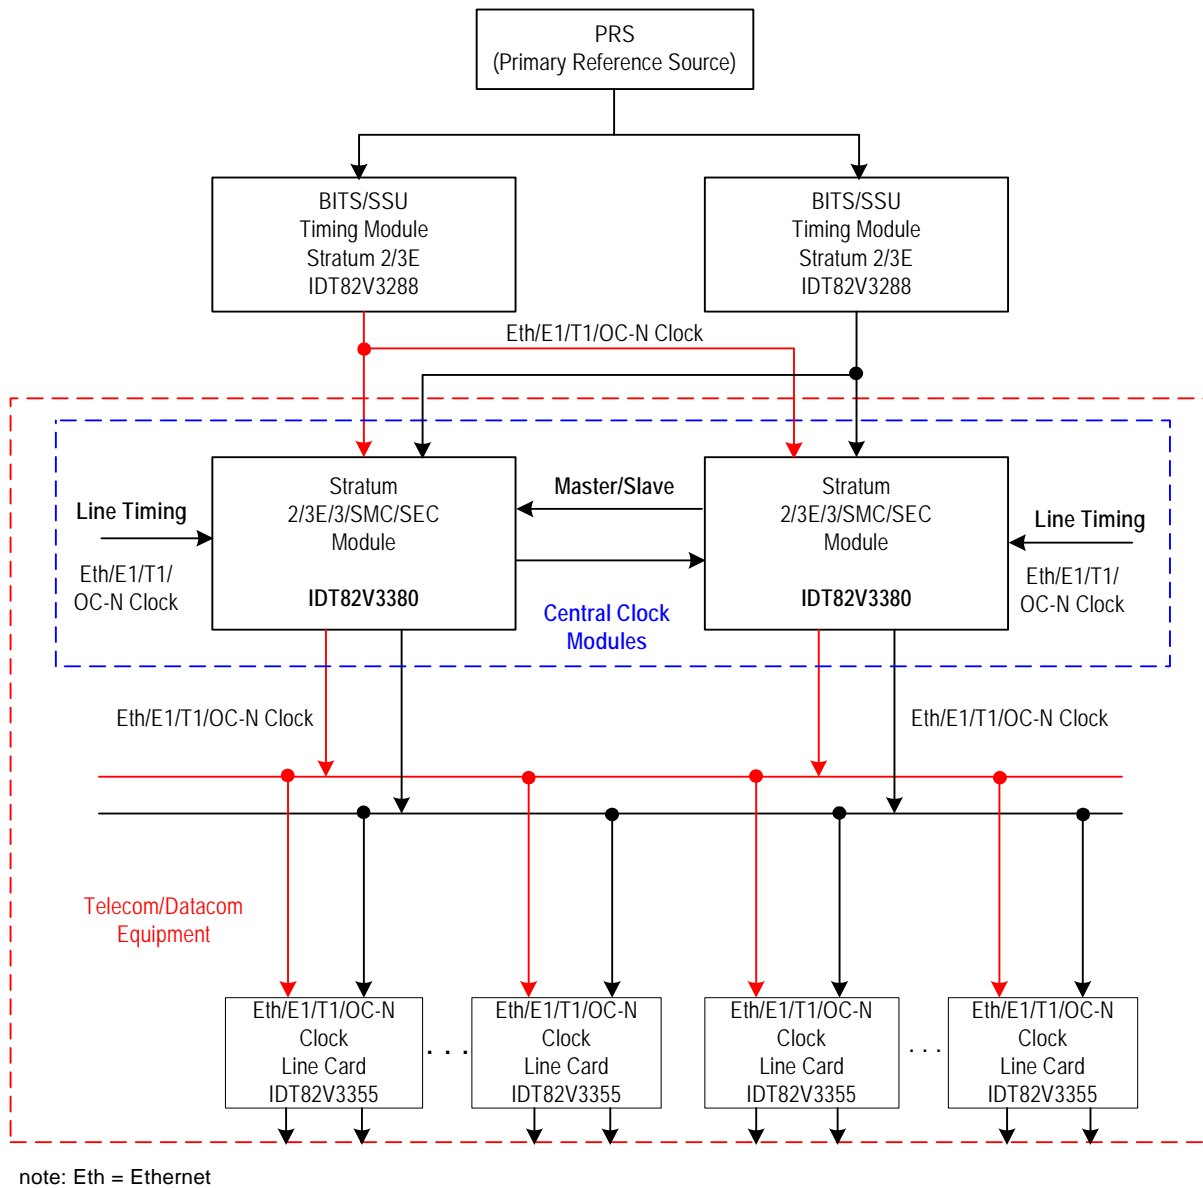 PRS
(Primary Reference Source)
BITS/SSU
Timing Module
Stratum 2/3E
IDT82V3288
BITS/SSU
Timing Module
Stratum 2/3E
IDT82V3288
Eth/E1/T1/OC-N Clock
Line Timing
Eth/E1/T1/
OC-N Clock
Stratum
2/3E/3/SMC/SEC
Module
IDT82V3380
Master/Slave
Central Clock
Modules
Stratum
2/3E/3/SMC/SEC
Module
IDT82V3380
Line Timing
Eth/E1/T1/
OC-N Clock
Eth/E1/T1/OC-N Clock
Eth/E1/T1/OC-N Clock
Telecom/Datacom
Equipment
Eth/E1/T1/OC-N
Clock
Line Card
IDT82V3355
. . .
Eth/E1/T1/OC-N
Clock
Line Card
IDT82V3355
Eth/E1/T1/OC-N
Clock
Line Card
IDT82V3355
. . .
Eth/E1/T1/OC-N
Clock
Line Card
IDT82V3355
note: Eth = Ethernet